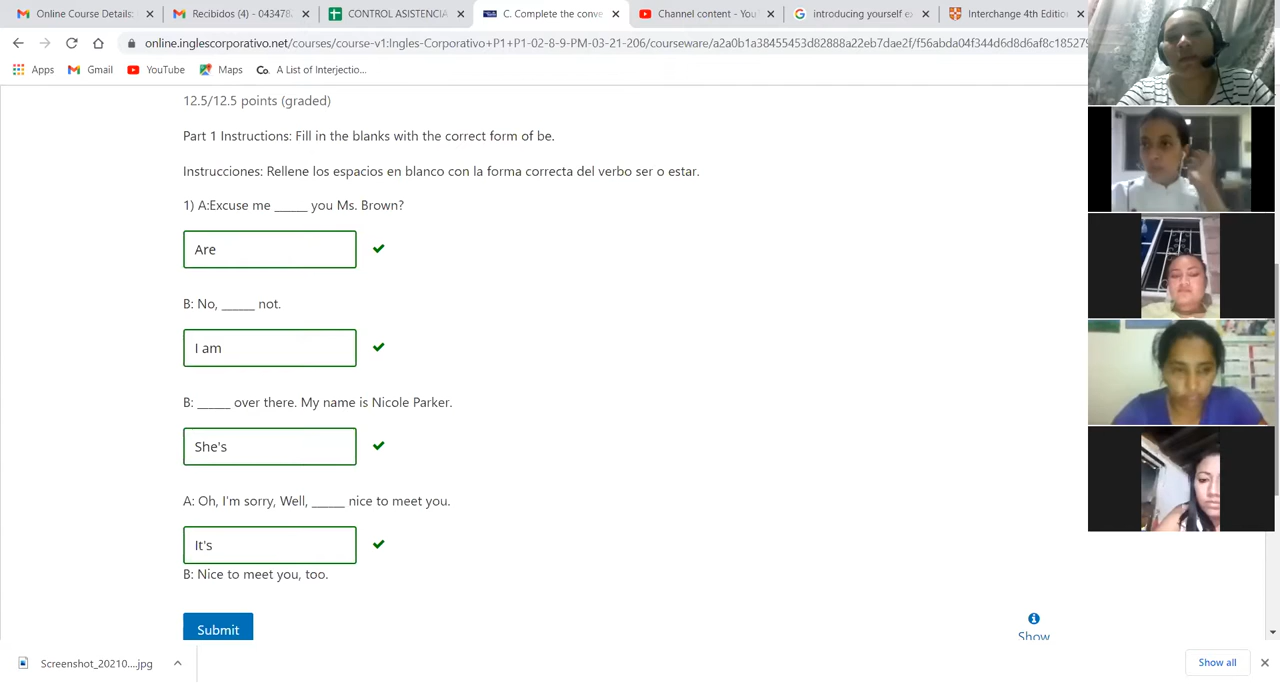 Online Course Details:
Recibidos (4) - 043478
CONTROL ASISTENCIA
C. Complete the conve
Channel content - You
introducing yourself e
Interchange 4th Editio
online.inglescorporativo.net/courses/course-v1:Ingles-Corporativo+P1+P1-02-8-9-PM-03-21-206/courseware/a2a0b1a38455453d82888a22eb7dae2f/f56abda04f344d6d8d6af8c18527
Apps Gmail YouTube Maps Co. A List of Interjectio...
12.5/12.5 points (graded)
Part 1 Instructions: Fill in the blanks with the correct form of be.
Instrucciones: Rellene los espacios en blanco con la forma correcta del verbo ser o estar.
1) A:Excuse me _____ you Ms. Brown?
Are
B: No, _____ not.
I am
B: _____ over there. My name is Nicole Parker.
She's
A: Oh, I'm sorry, Well, _____ nice to meet you.
It's
B: Nice to meet you, too.
Submit
Show
Screenshot_20210....jpg
Show all